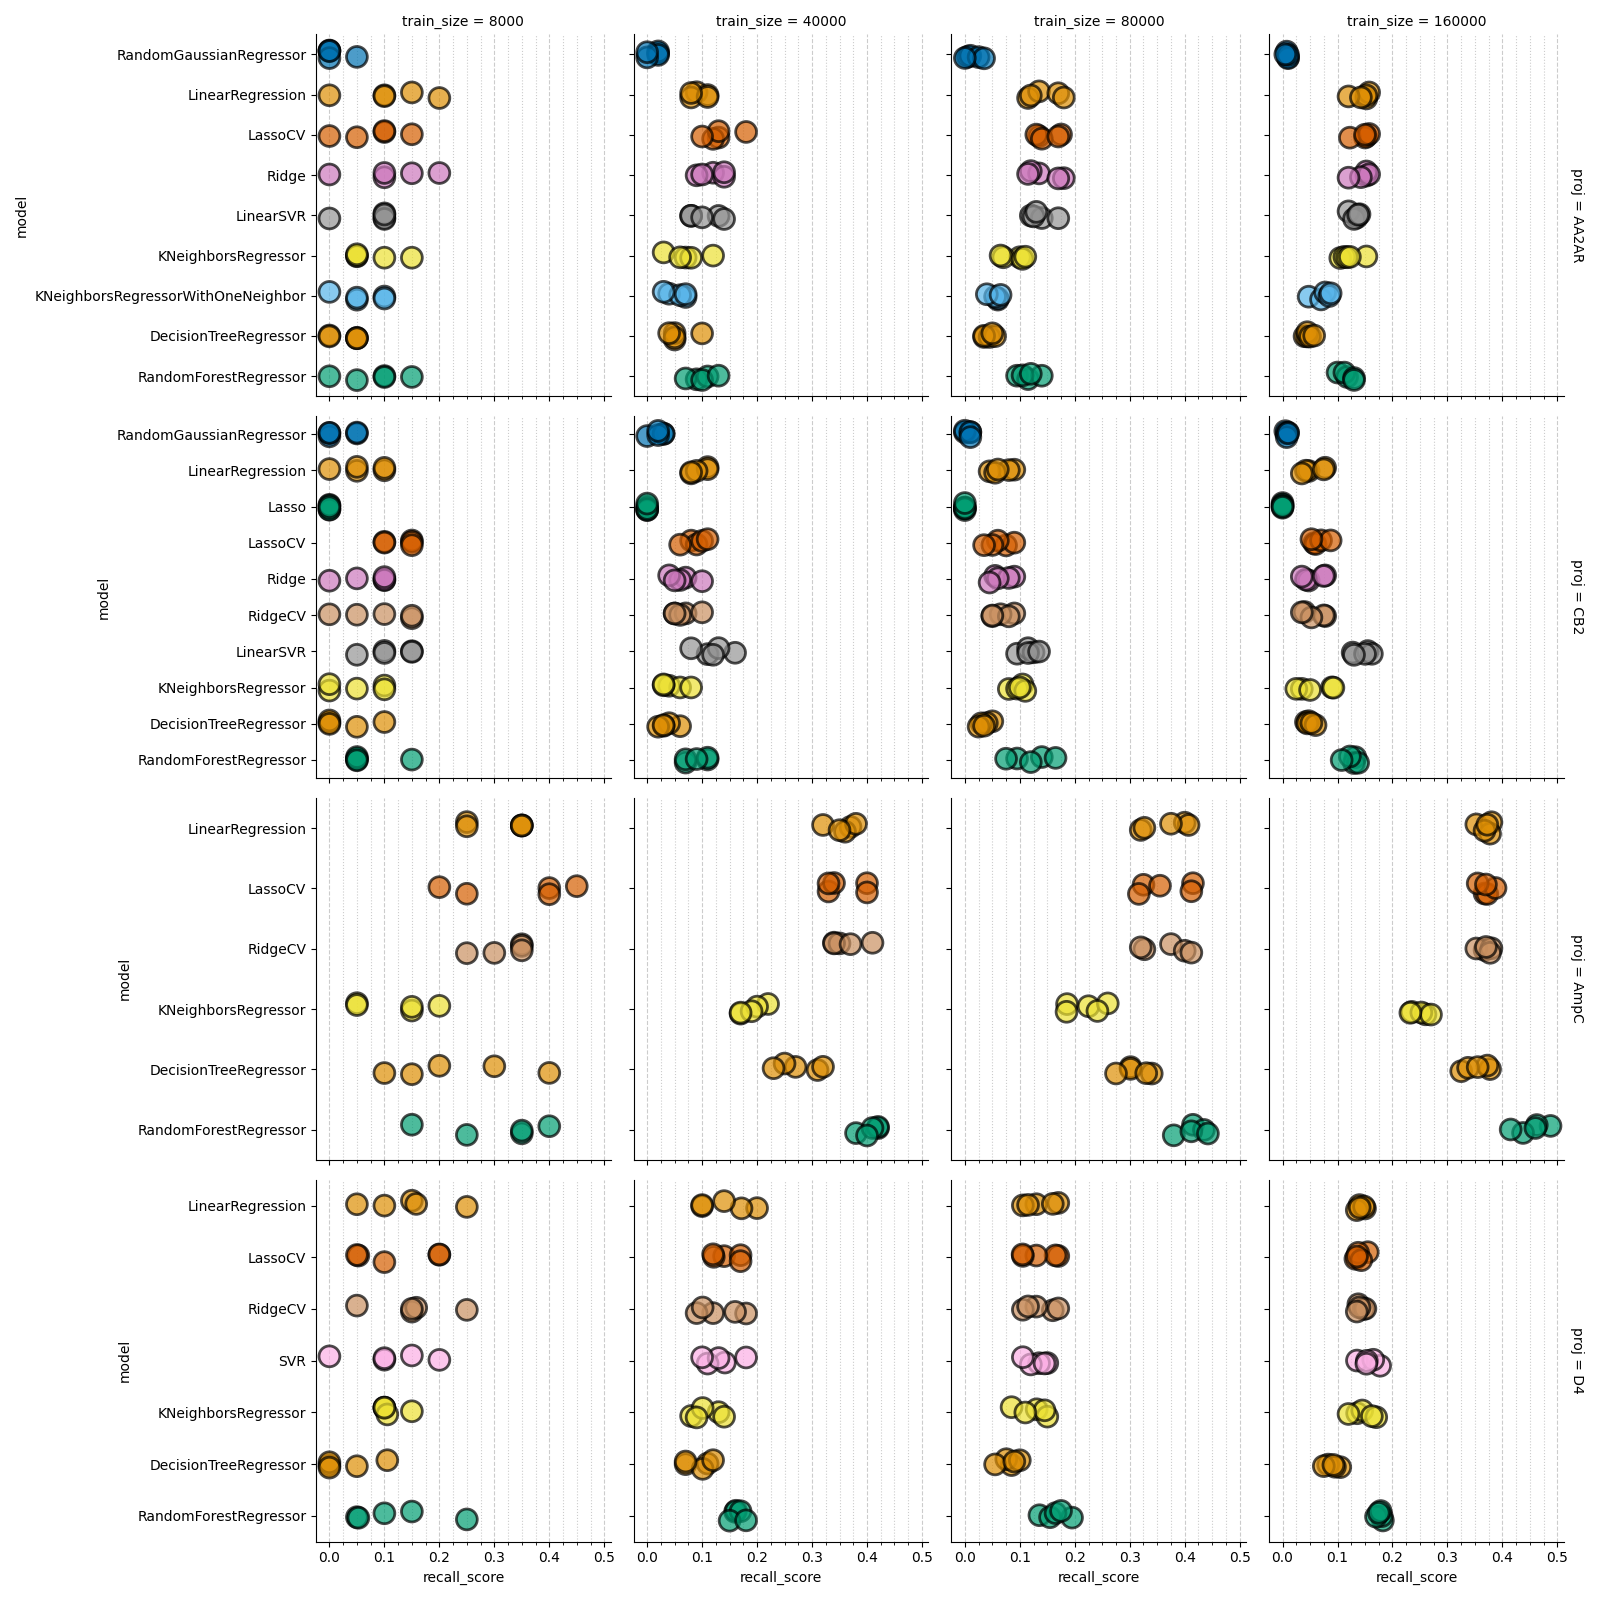 train_size = 8000
train_size = 40000
train_size = 80000
train_size = 160000
model
RandomGaussianRegressor
LinearRegression
LassoCV
Ridge
LinearSVR
KNeighborsRegressor
KNeighborsRegressorWithOneNeighbor
DecisionTreeRegressor
RandomForestRegressor
proj = AA2AR
model
RandomGaussianRegressor
LinearRegression
Lasso
LassoCV
Ridge
RidgeCV
LinearSVR
KNeighborsRegressor
DecisionTreeRegressor
RandomForestRegressor
proj = CB2
model
LinearRegression
LassoCV
RidgeCV
KNeighborsRegressor
DecisionTreeRegressor
RandomForestRegressor
proj = AmpC
model
LinearRegression
LassoCV
RidgeCV
SVR
KNeighborsRegressor
DecisionTreeRegressor
RandomForestRegressor
proj = D4
0.0 0.1 0.2 0.3 0.4 0.5
recall_score
0.0 0.1 0.2 0.3 0.4 0.5
recall_score
0.0 0.1 0.2 0.3 0.4 0.5
recall_score
0.0 0.1 0.2 0.3 0.4 0.5
recall_score